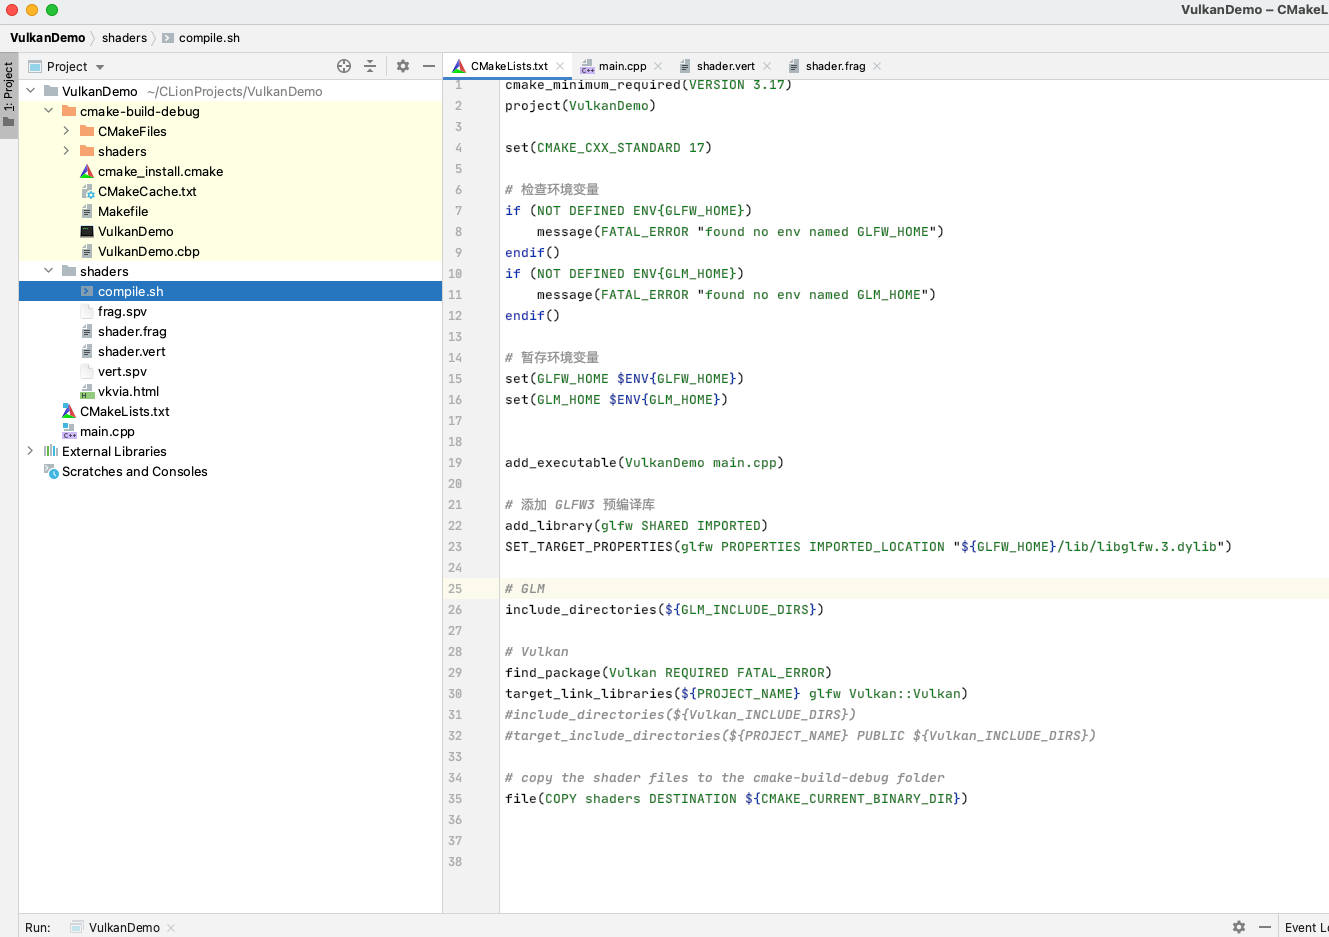 VulkanDemo – CMakeL
VulkanDemo shaders compile.sh
1: Project
Project
CMakeLists.txt main.cpp shader.vert shader.frag
VulkanDemo ~/CLionProjects/VulkanDemo
cmake-build-debug
CMakeFiles
shaders
cmake_install.cmake
CMakeCache.txt
Makefile
VulkanDemo
VulkanDemo.cbp
shaders
compile.sh
frag.spv
shader.frag
shader.vert
vert.spv
vkvia.html
CMakeLists.txt
main.cpp
External Libraries
Scratches and Consoles
1 cmake_minimum_required(VERSION 3.17)
2 project(VulkanDemo)
3
4 set(CMAKE_CXX_STANDARD 17)
5
6 # 检查环境变量
7 if (NOT DEFINED ENV{GLFW_HOME})
8 message(FATAL_ERROR "found no env named GLFW_HOME")
9 endif()
10 if (NOT DEFINED ENV{GLM_HOME})
11 message(FATAL_ERROR "found no env named GLM_HOME")
12 endif()
13
14 # 暂存环境变量
15 set(GLFW_HOME $ENV{GLFW_HOME})
16 set(GLM_HOME $ENV{GLM_HOME})
17
18
19 add_executable(VulkanDemo main.cpp)
20
21 # 添加 GLFW3 预编译库
22 add_library(glfw SHARED IMPORTED)
23 SET_TARGET_PROPERTIES(glfw PROPERTIES IMPORTED_LOCATION "${GLFW_HOME}/lib/libglfw.3.dylib")
24
25 # GLM
26 include_directories(${GLM_INCLUDE_DIRS})
27
28 # Vulkan
29 find_package(Vulkan REQUIRED FATAL_ERROR)
30 target_link_libraries(${PROJECT_NAME} glfw Vulkan::Vulkan)
31 #include_directories(${Vulkan_INCLUDE_DIRS})
32 #target_include_directories(${PROJECT_NAME} PUBLIC ${Vulkan_INCLUDE_DIRS})
33
34 # copy the shader files to the cmake-build-debug folder
35 file(COPY shaders DESTINATION ${CMAKE_CURRENT_BINARY_DIR})
36
37
38
Run: VulkanDemo Event Lo